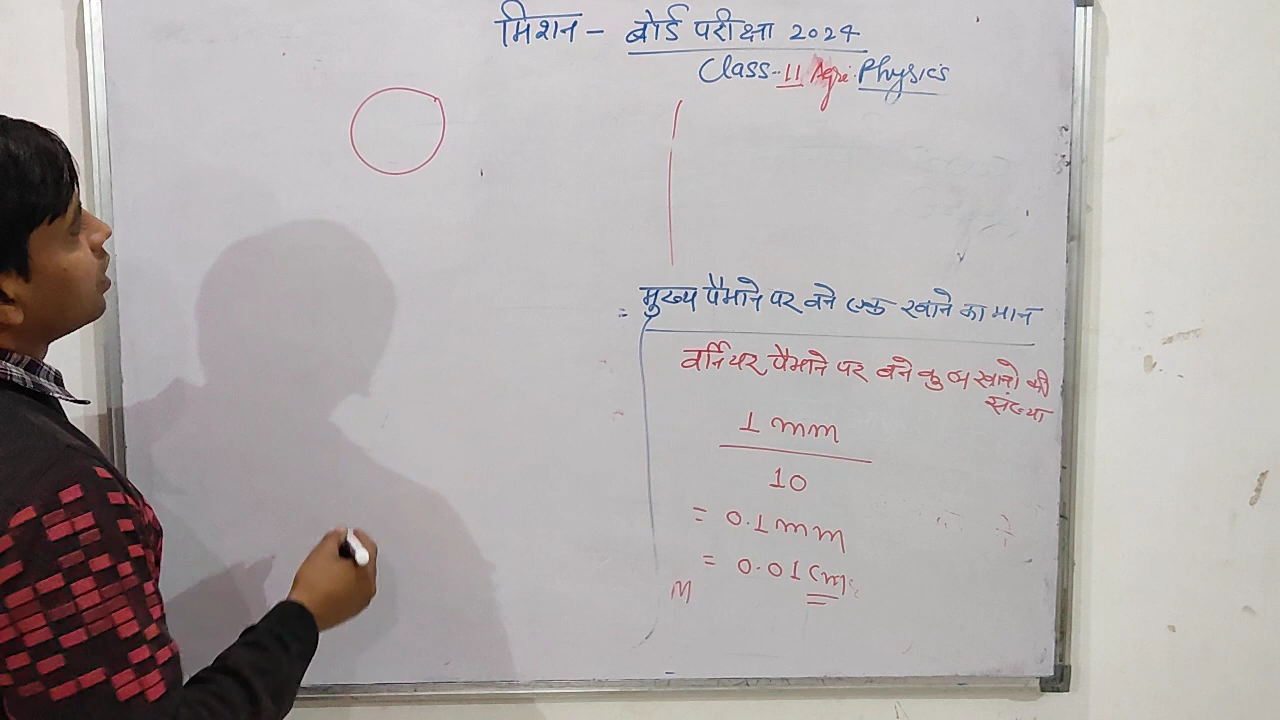 मिशन - बोर्ड परीक्षा 2024
Class-11 Agri Physics
= मुख्य पैमाने पर बने एक खाने का मान
वर्नियर पैमाने पर बने कुल खानो की
संख्या
1 mm
10
= 0.1 mm
= 0.01 cm
M